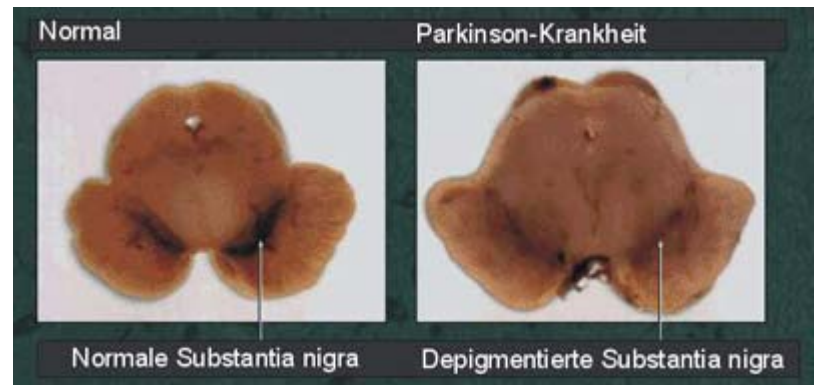 Normal
Parkinson-Krankheit
Normale Substantia nigra
Depigmentierte Substantia nigra